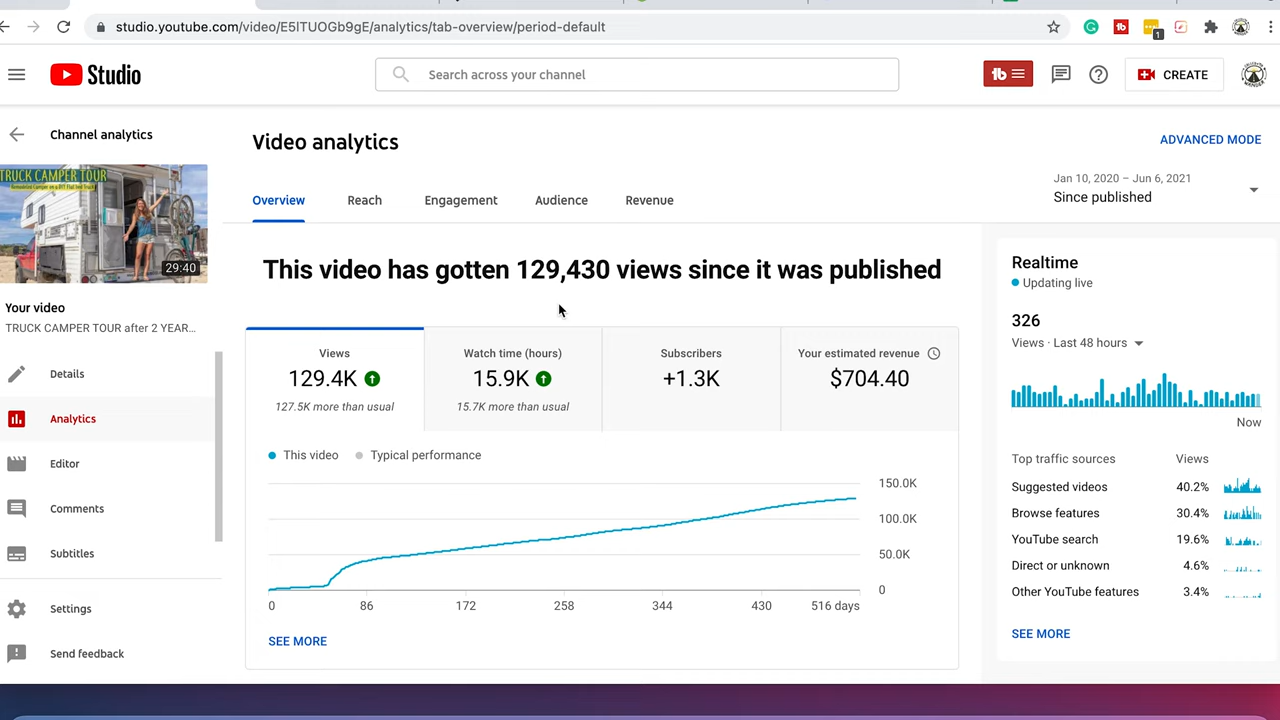 studio.youtube.com/video/E5lTUOGb9gE/analytics/tab-overview/period-default
1
Studio
Search across your channel
tb
CREATE
Channel analytics
TRUCK CAMPER TOUR
29:40
Your video
TRUCK CAMPER TOUR after 2 YEAR...
Details
Analytics
Editor
Comments
Subtitles
Settings
Send feedback
Video analytics
ADVANCED MODE
Overview
Reach
Engagement
Audience
Revenue
Jan 10, 2020 – Jun 6, 2021
Since published
This video has gotten 129,430 views since it was published
Views
129.4K
127.5K more than usual
Watch time (hours)
15.9K
15.7K more than usual
Subscribers
+1.3K
Your estimated revenue
$704.40
This video
Typical performance
150.0K
100.0K
50.0K
0
0
86
172
258
344
430
516 days
SEE MORE
Realtime
Updating live
326
Views · Last 48 hours
Now
Top traffic sources Views
Suggested videos 40.2%
Browse features 30.4%
YouTube search 19.6%
Direct or unknown 4.6%
Other YouTube features 3.4%
SEE MORE